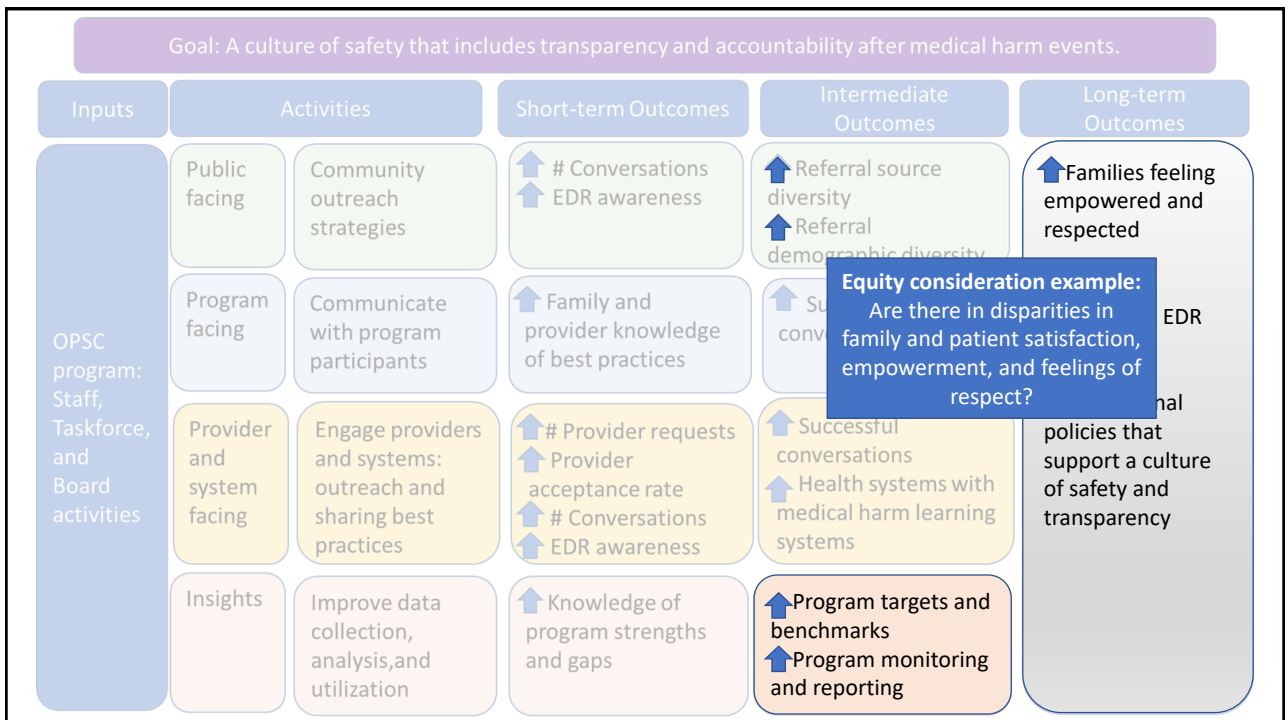 Goal: A culture of safety that includes transparency and accountability after medical harm events.
Inputs
Activities
Short-term Outcomes
Intermediate
Outcomes
Long-term
Outcomes
OPSC
program:
Staff,
Taskforce,
and
Board
activities
Public
facing
Community
outreach
strategies
# Conversations
EDR awareness
Referral source
diversity
Referral
demographic diversity
Program
facing
Communicate
with program
participants
Family and
provider knowledge
of best practices
Equity consideration example:
Are there in disparities in
family and patient satisfaction,
empowerment, and feelings of
respect?
Provider
and
system
facing
Engage providers
and systems:
outreach and
sharing best
practices
# Provider requests
Provider
acceptance rate
# Conversations
EDR awareness
Successful
conversations
Health systems with
medical harm learning
systems
Insights
Improve data
collection,
analysis,and
utilization
Knowledge of
program strengths
and gaps
Program targets and
benchmarks
Program monitoring
and reporting
Families feeling
empowered and
respected
EDR
policies that
support a culture
of safety and
transparency